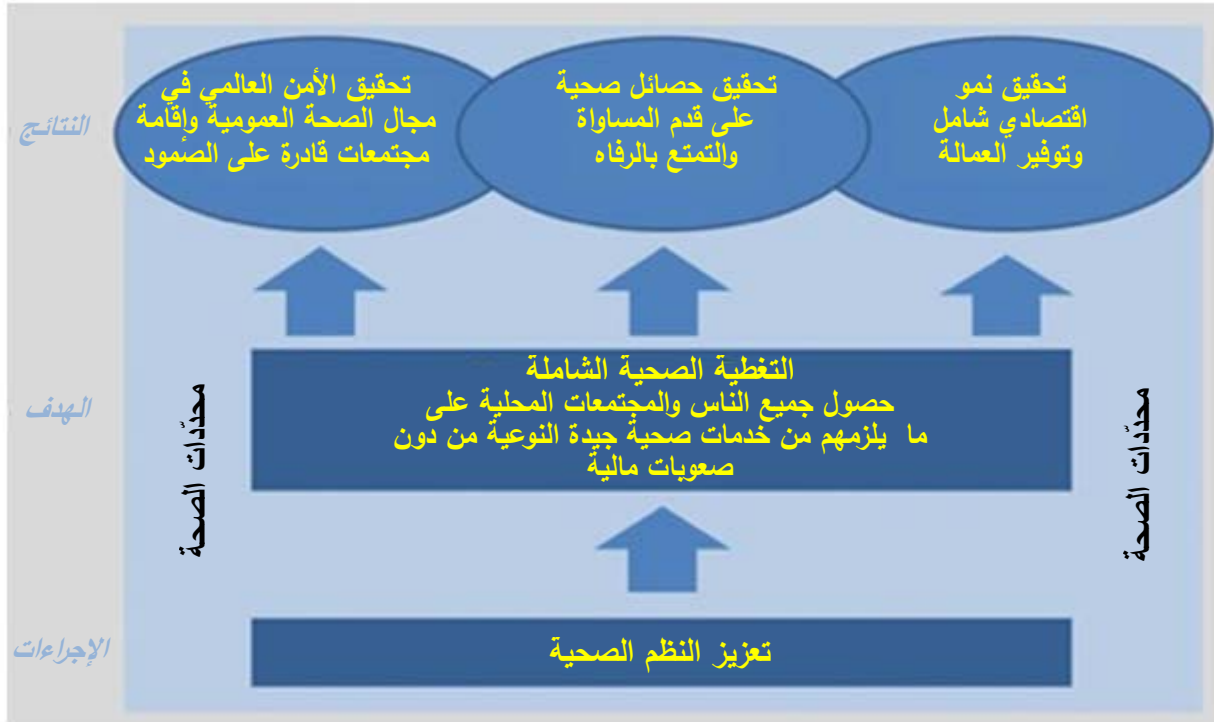 النتائج
تحقيق نمو
اقتصادي شامل
وتوفير العمالة
تحقيق حصائل صحية
على قدم المساواة
والتمتع بالرفاه
تحقيق الأمن العالمي في
مجال الصحة العمومية وإقامة
مجتمعات قادرة على الصمود
الهدف
محدّدات الصحة
التغطية الصحية الشاملة
حصول جميع الناس والمجتمعات المحلية على
ما يلزمهم من خدمات صحية جيدة النوعية من دون
صعوبات مالية
محدّدات الصحة
الإجراءات
تعزيز النظم الصحية